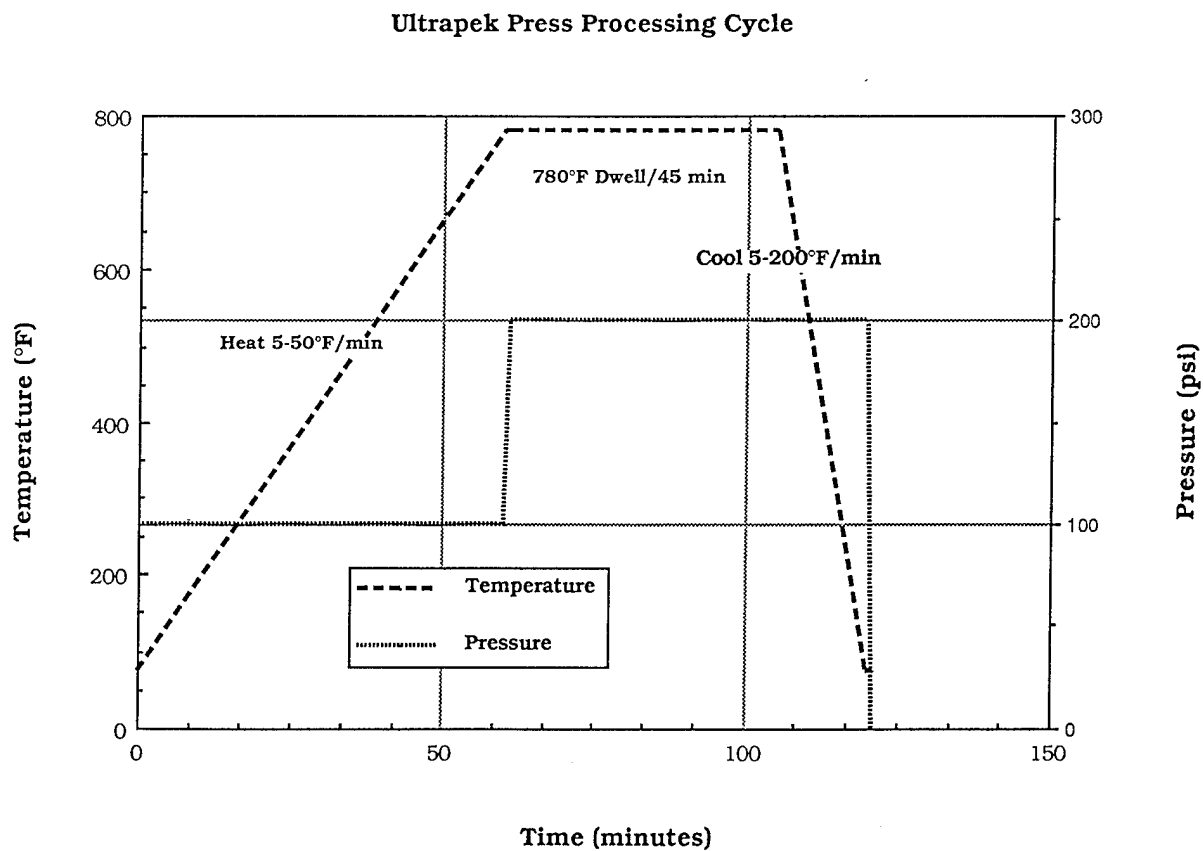 Ultrapek Press Processing Cycle
800
600
400
200
0
Temperature (°F)
300
200
100
0
Pressure (psi)
780°F Dwell/45 min
Cool 5-200°F/min
Heat 5-50°F/min
Temperature
Pressure
0
50
100
150
Time (minutes)